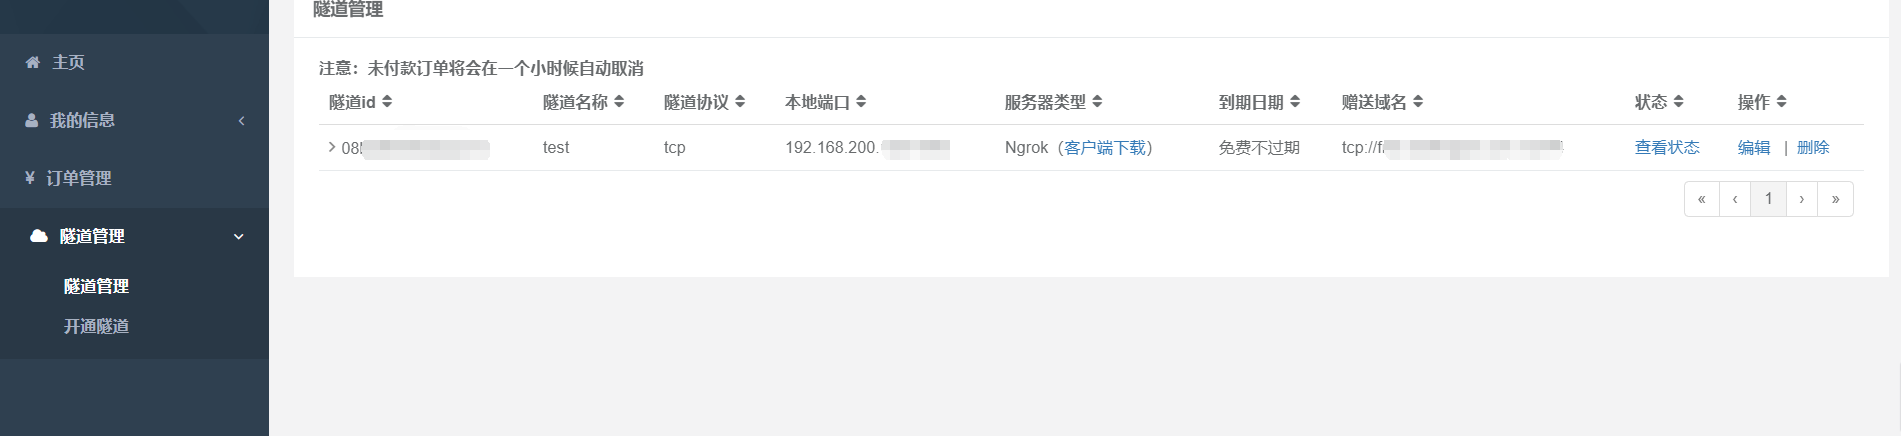 隧道管理
主页
我的信息
¥ 订单管理
隧道管理
隧道管理
开通隧道
注意：未付款订单将会在一个小时候自动取消
隧道id 隧道名称 隧道协议 本地端口 服务器类型 到期日期 赠送域名 状态 操作
08 test tcp 192.168.200. Ngrok（客户端下载） 免费不过期 tcp://f 查看状态 编辑 | 删除
« ‹ 1 › »